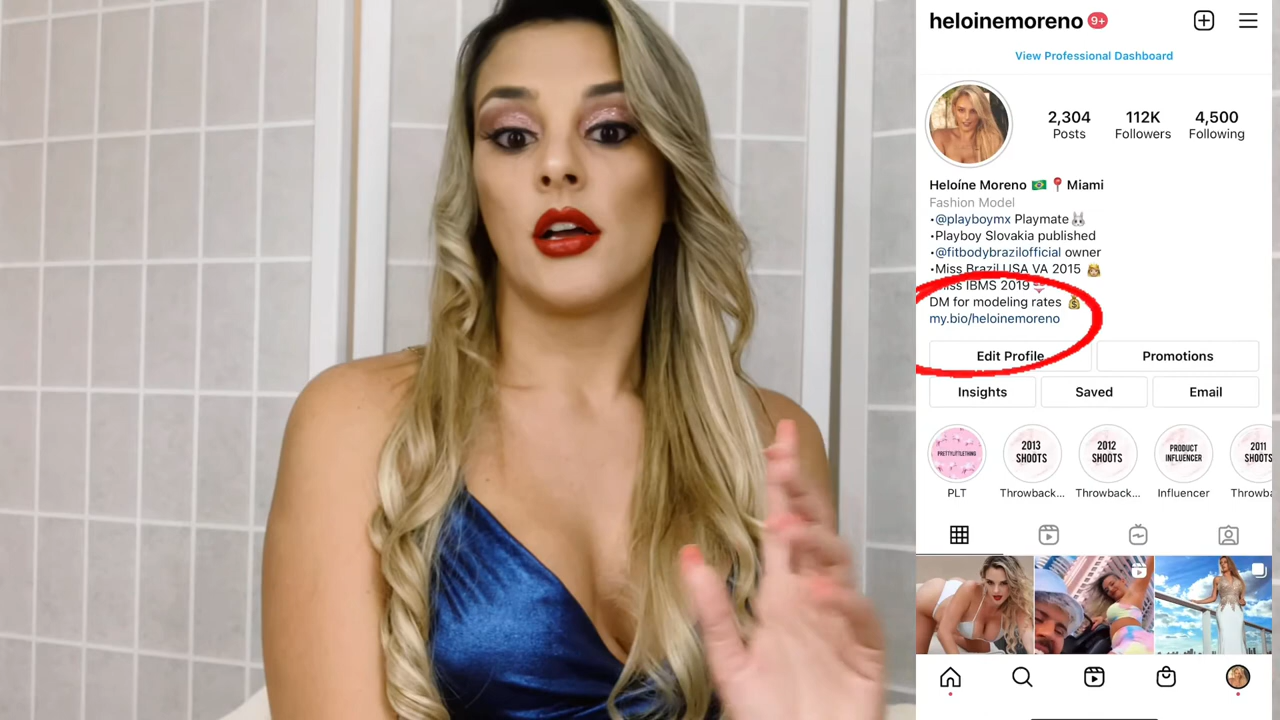 heloinemoreno 9+
View Professional Dashboard
2,304 112K 4,500
Posts Followers Following
Heloíne Moreno 🇧🇷 📍 Miami
Fashion Model
•@playboymx Playmate🐰
•Playboy Slovakia published
•@fitbodybrazilofficial owner
•Miss Brazil USA VA 2015 👸🏼
Miss IBMS 2019
DM for modeling rates 💰
my.bio/heloinemoreno
Edit Profile Promotions
Insights Saved Email
PRETTYLITTLETHING
2013
SHOOTS
2012
SHOOTS
PRODUCT
INFLUENCER
2011
SHOOTS
PLT Throwback... Throwback... Influencer Throwba